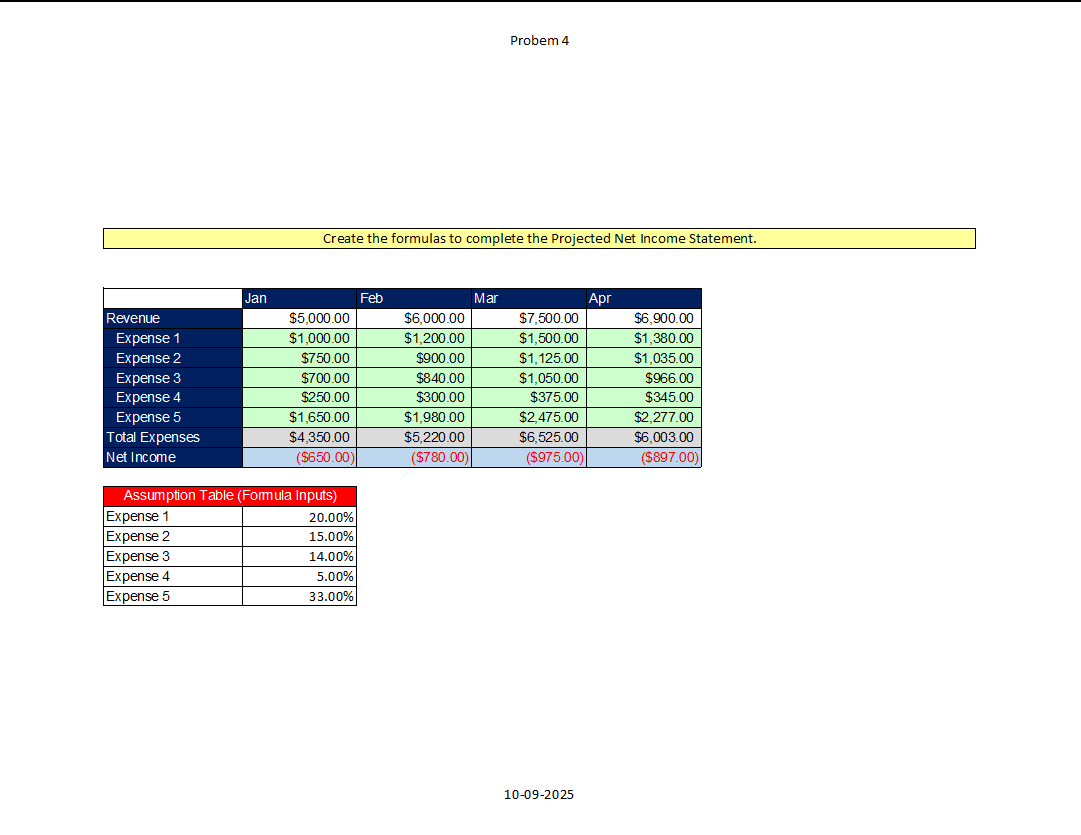 Probem 4
Create the formulas to complete the Projected Net Income Statement.
Jan Feb Mar Apr
Revenue $5,000.00 $6,000.00 $7,500.00 $6,900.00
Expense 1 $1,000.00 $1,200.00 $1,500.00 $1,380.00
Expense 2 $750.00 $900.00 $1,125.00 $1,035.00
Expense 3 $700.00 $840.00 $1,050.00 $966.00
Expense 4 $250.00 $300.00 $375.00 $345.00
Expense 5 $1,650.00 $1,980.00 $2,475.00 $2,277.00
Total Expenses $4,350.00 $5,220.00 $6,525.00 $6,003.00
Net Income ($650.00) ($780.00) ($975.00) ($897.00)
Assumption Table (Formula Inputs)
Expense 1 20.00%
Expense 2 15.00%
Expense 3 14.00%
Expense 4 5.00%
Expense 5 33.00%
10-09-2025